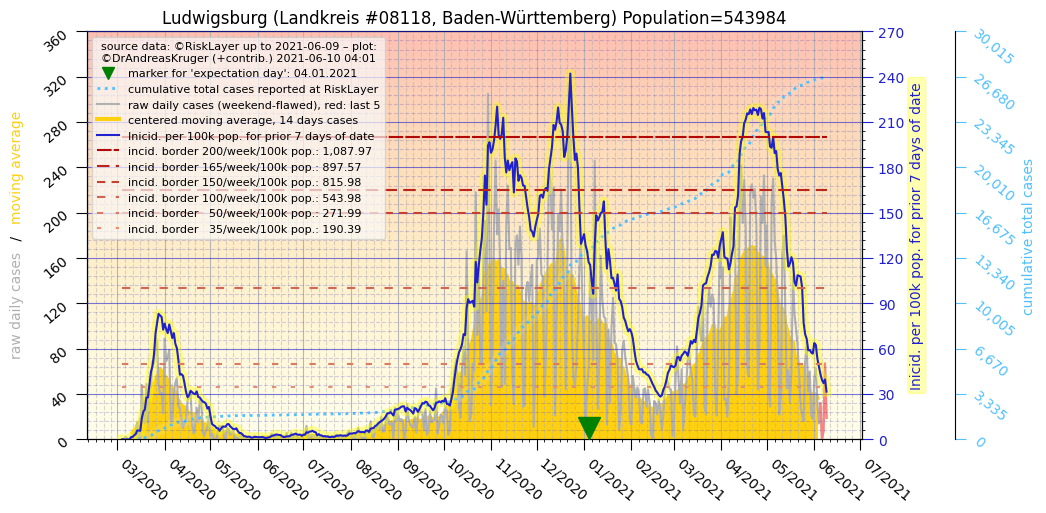 Ludwigsburg (Landkreis #08118, Baden-Württemberg) Population=543984
source data: ©RiskLayer up to 2021-06-09 – plot:
©DrAndreasKruger (+contrib.) 2021-06-10 04:01
marker for 'expectation day': 04.01.2021
cumulative total cases reported at RiskLayer
raw daily cases (weekend-flawed), red: last 5
centered moving average, 14 days cases
Inicid. per 100k pop. for prior 7 days of date
incid. border 200/week/100k pop.: 1,087.97
incid. border 165/week/100k pop.: 897.57
incid. border 150/week/100k pop.: 815.98
incid. border 100/week/100k pop.: 543.98
incid. border   50/week/100k pop.: 271.99
incid. border   35/week/100k pop.: 190.39
raw daily cases / moving average
360
320
280
240
200
160
120
80
40
0
03/2020
04/2020
05/2020
06/2020
07/2020
08/2020
09/2020
10/2020
11/2020
12/2020
01/2021
02/2021
03/2021
04/2021
05/2021
06/2021
07/2021
270
240
210
180
150
120
90
60
30
0
Inicid. per 100k pop. for prior 7 days of date
30,015
26,680
23,345
20,010
16,675
13,340
10,005
6,670
3,335
0
cumulative total cases